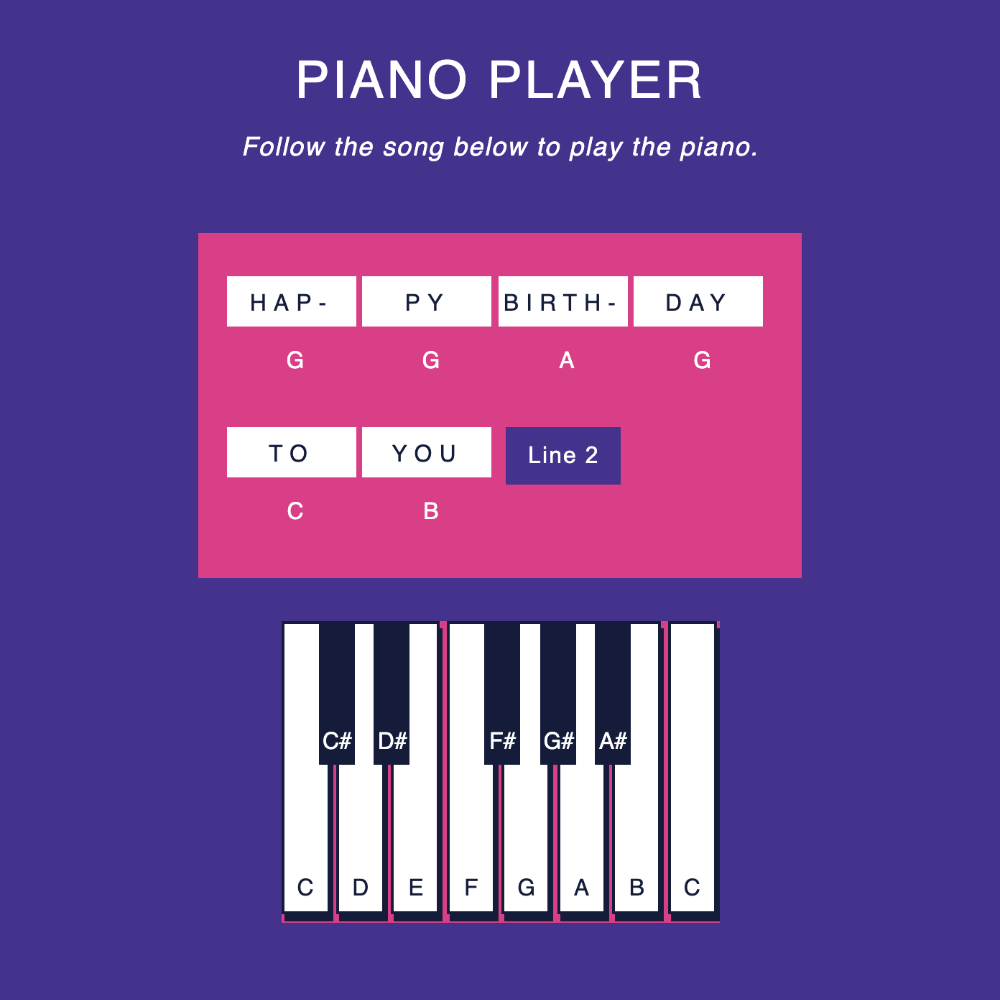 PIANO PLAYER
Follow the song below to play the piano.
HAP- PY BIRTH- DAY
G G A G
TO YOU Line 2
C B
C# D# F# G# A#
C D E F G A B C